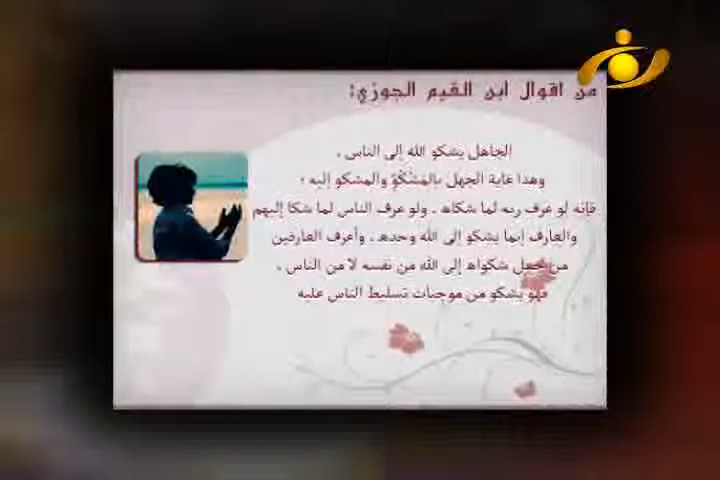 من اقوال ابن القيم الجوزي:
الجاهل يشكو الله إلى الناس ،
وهذا غاية الجهل بالمَشْكُوِّ والمشكو إليه ؛
فإنه لو عرف ربه لما شكاه ، ولو عرف الناس لما شكا إليهم
والعارف إنما يشكو إلى الله وحده ، وأعرف العارفين
من جعل شكواه إلى الله من نفسه لا من الناس ،
فهو يشكو من موجبات تسليط الناس عليه